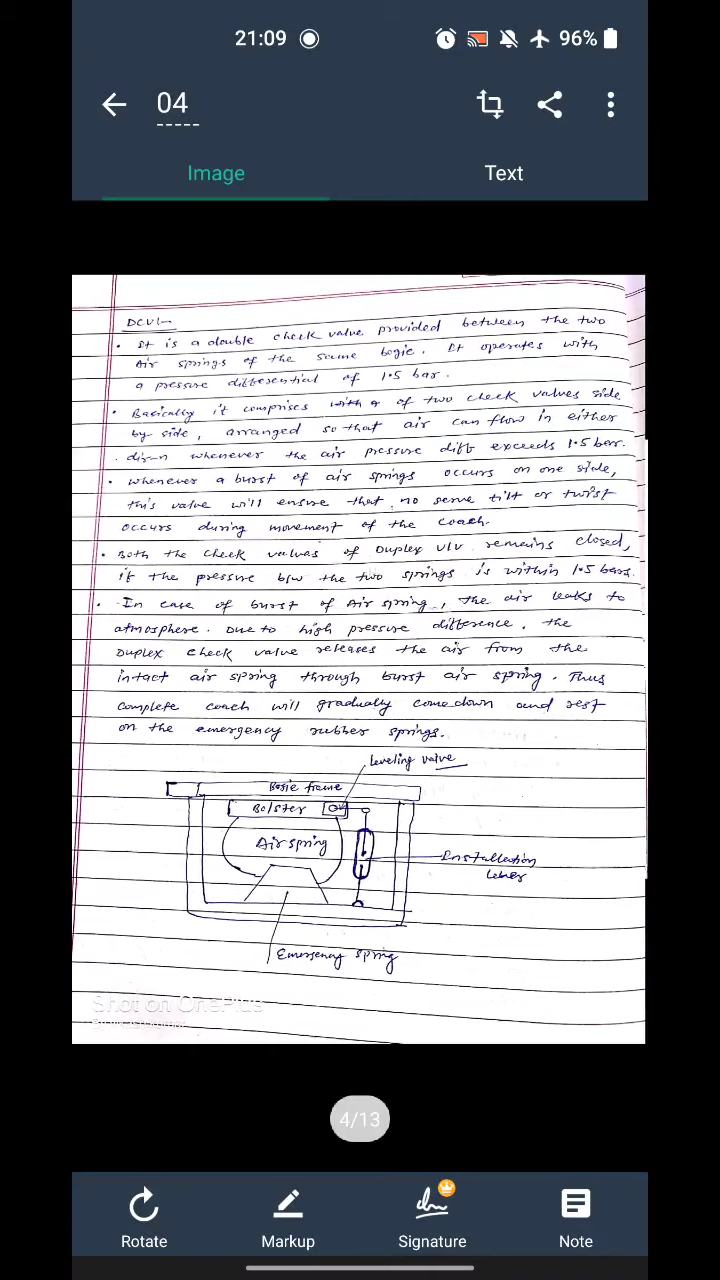 21:09
96%
04
Image
Text
DCV:-
• It is a double check valve provided between the two
Air springs of the same bogie. It operates with
a pressure differential of 1.5 bar.
• Basically it comprises with of two check valves side
by side, arranged so that air can flow in either
dirn whenever the air pressure diff exceeds 1.5 bar.
• Whenever a burst of air springs occurs on one side,
this valve will ensure that no serve tilt or twist
occurs during movement of the coach.
• Both the check valvas of Duplex V/V remains closed,
if the pressure b/w the two springs is within 1.5 bars.
• In case of burst of Air spring, the air leaks to
atmosphere. Due to high pressure difference, the
Duplex check valve releases the air from the
intact air spring through burst air spring. Thus
complete coach will gradually comedown and rest
on the emergency rubber springs.
leveling valve
Bogie frame
Bolster
Air spring
Installation
lever
Emergency spring
Shot on OnePlus
4/13
Rotate
Markup
Signature
Note